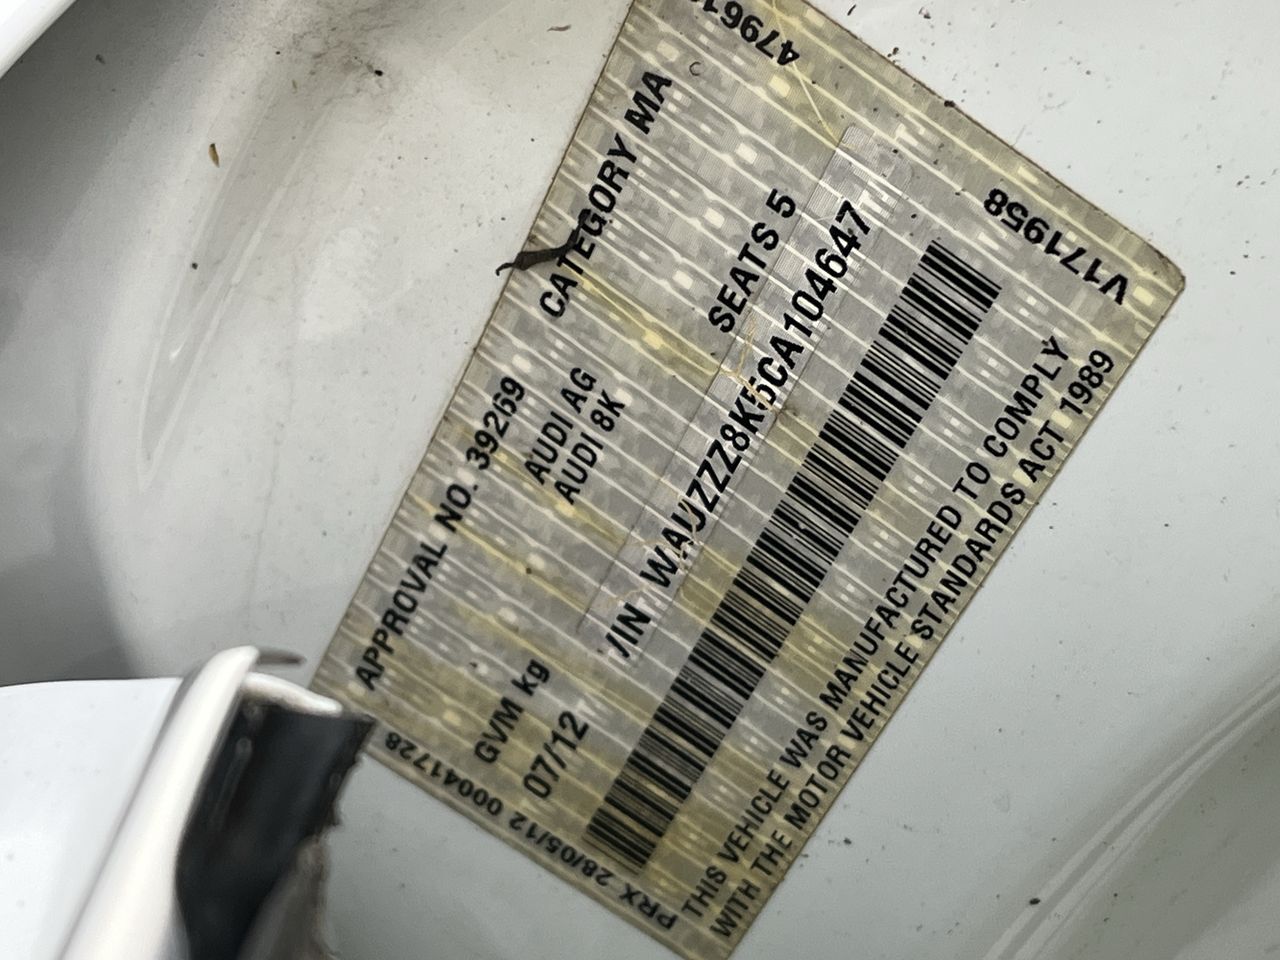 APPROVAL NO. 39269 CATEGORY MA
AUDI AG
AUDI 8K
GVM kg SEATS 5
07/12
VIN WAUZZZ8K5CA104647
THIS VEHICLE WAS MANUFACTURED TO COMPLY
WITH THE MOTOR VEHICLE STANDARDS ACT 1989
PRX 28/05/12 00041728
V171958